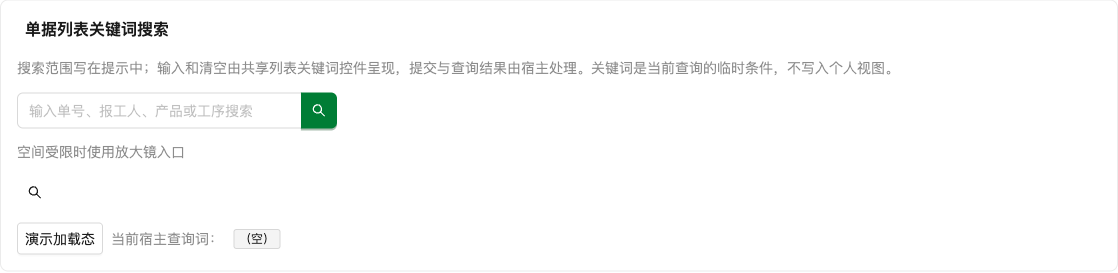 单据列表关键词搜索
搜索范围写在提示中；输入和清空由共享列表关键词控件呈现，提交与查询结果由宿主处理。关键词是当前查询的临时条件，不写入个人视图。
输入单号、报工人、产品或工序搜索
空间受限时使用放大镜入口
演示加载态 当前宿主查询词： （空）